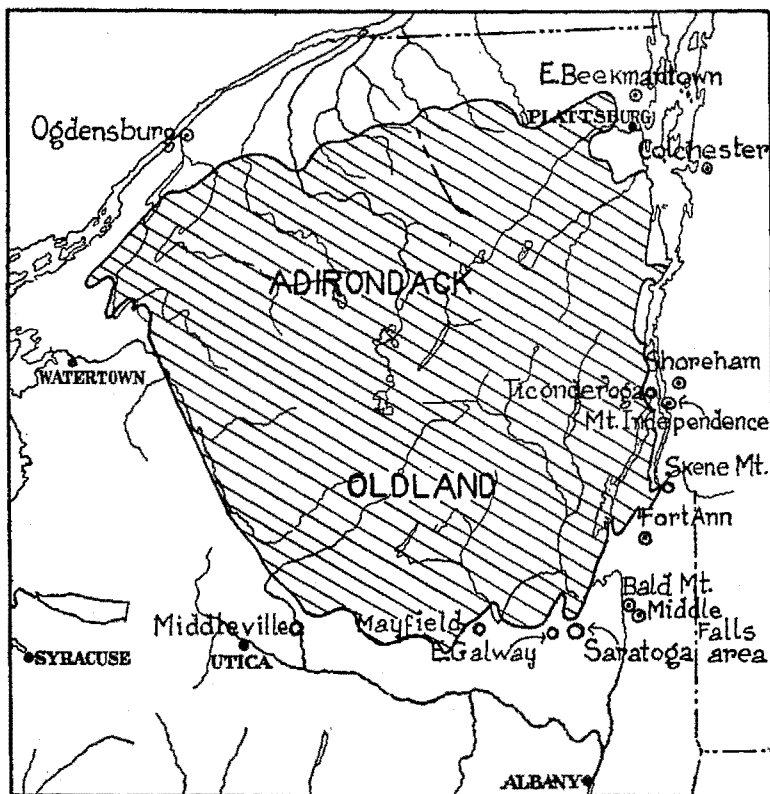 E. Beekmantown
PLATTSBURG
Ogdensburg
Colchester
ADIRONDACK
Shoreham
WATERTOWN
Ticonderoga
Mt. Independence
OLDLAND
Skene Mt.
Fort Ann
Bald Mt.
Middleville
Mayfield
Middle
Falls
area
SYRACUSE
UTICA
E. Galway
Saratoga
ALBANY